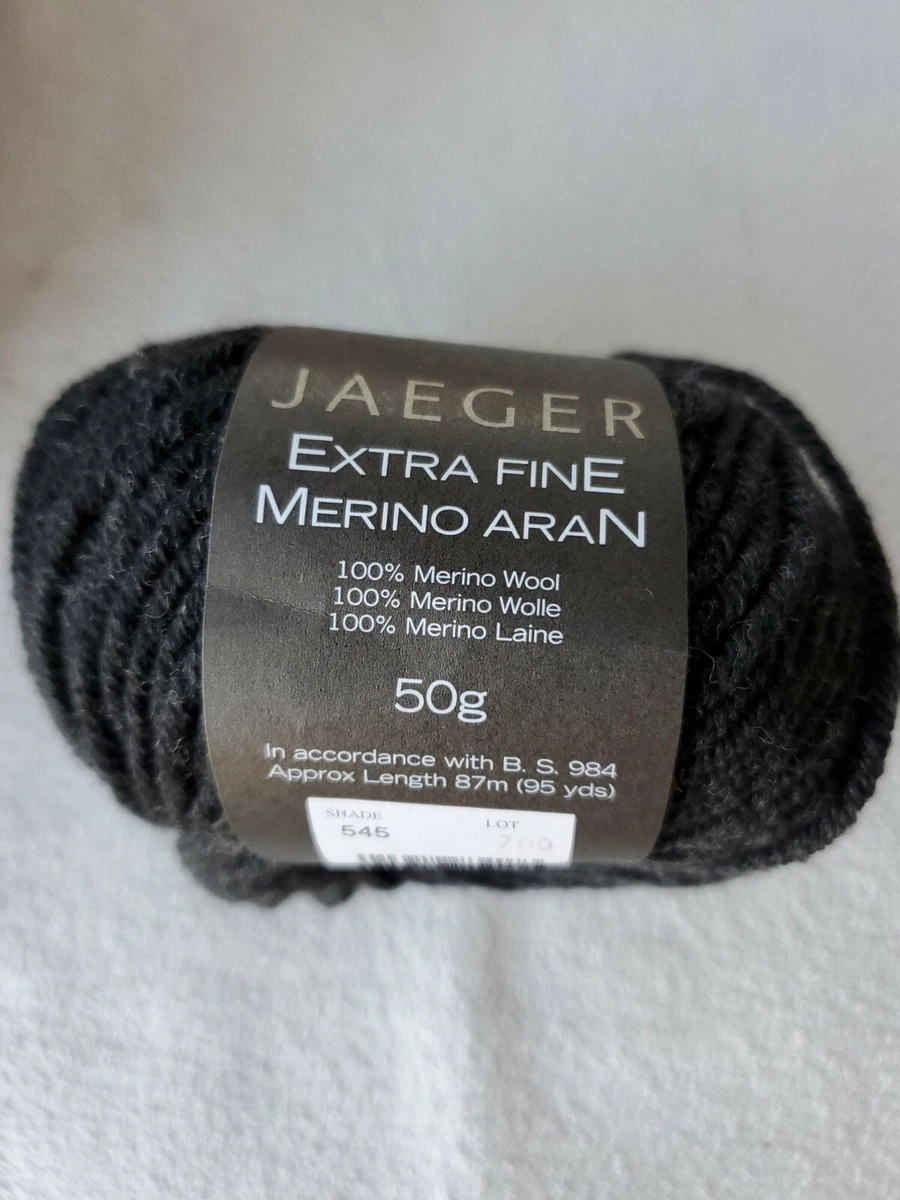 JAEGER
EXTRA FINE
MERINO ARAN
100% Merino Wool
100% Merino Wolle
100% Merino Laine
50g
In accordance with B. S. 984
Approx Length 87m (95 yds)
SHADE LOT
545 700